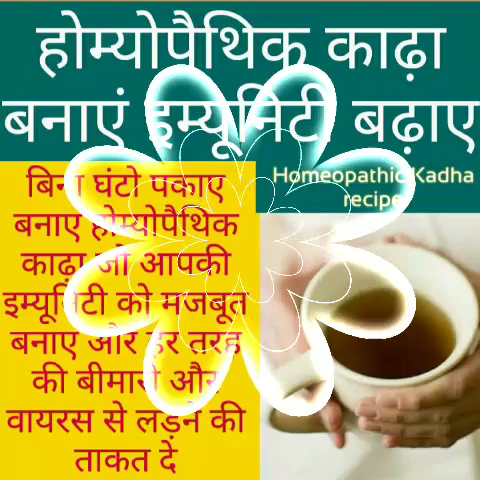 होम्योपैथिक काढ़ा
बनाएं इम्यूनिटी बढ़ाए
Homeopathic Kadha
recipe
बिना घंटो पकाए
बनाए होम्योपैथिक
काढ़ा जो आपकी
इम्यूनिटी को मजबूत
बनाए और हर तरह
की बीमारी और
वायरस से लड़ने की
ताकत दे